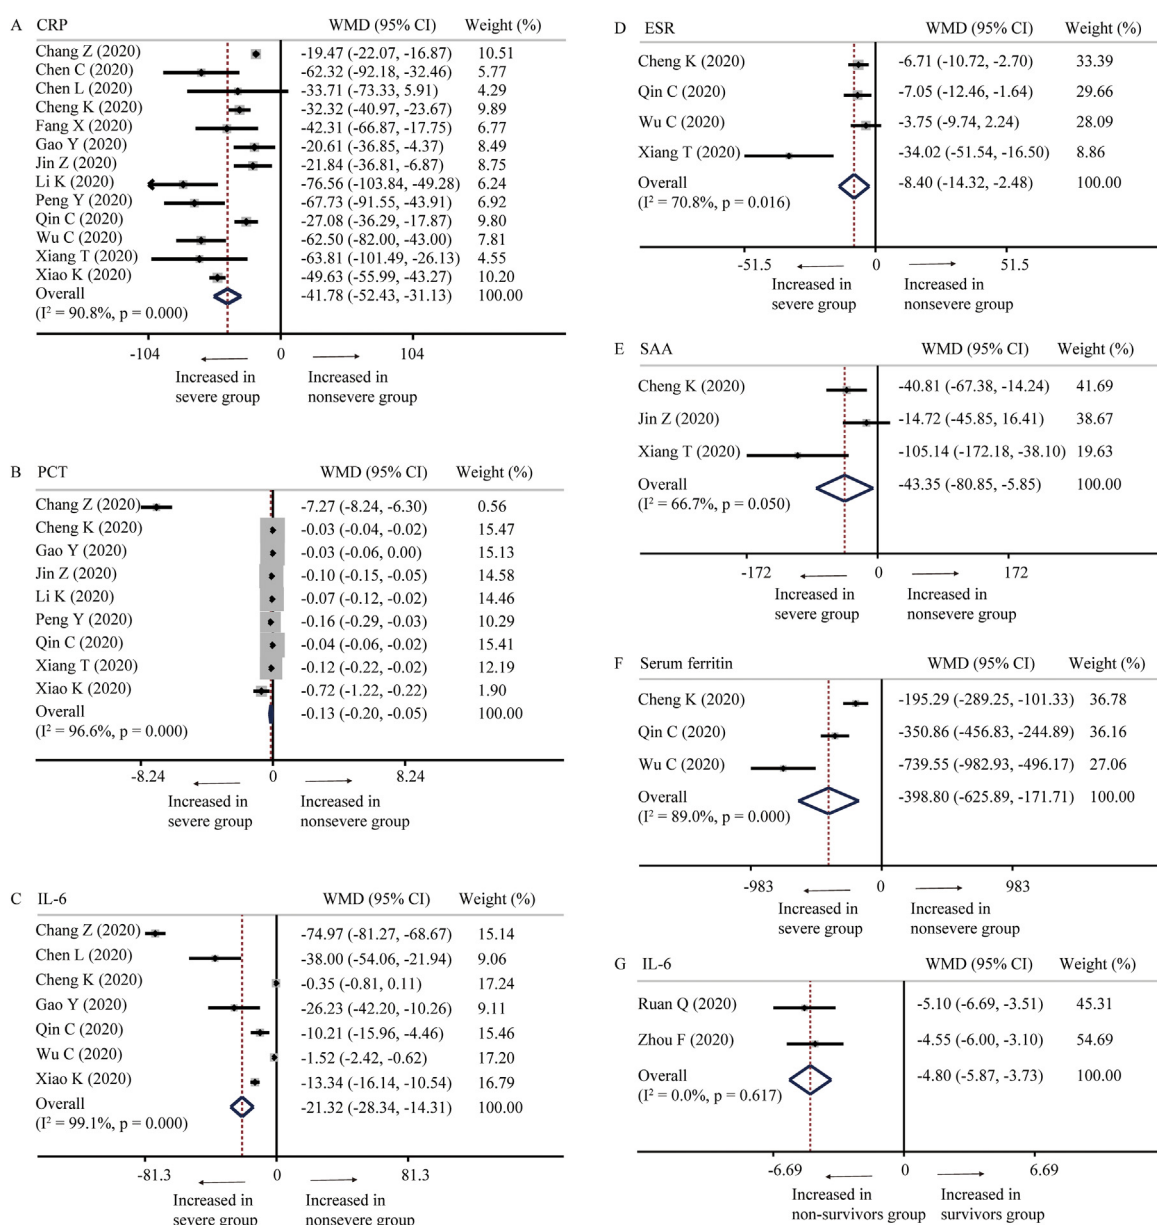 A CRP WMD (95% CI) Weight (%)
Chang Z (2020) -19.47 (-22.07, -16.87) 10.51
Chen C (2020) -62.32 (-92.18, -32.46) 5.77
Chen L (2020) -33.71 (-73.33, 5.91) 4.29
Cheng K (2020) -32.32 (-40.97, -23.67) 9.89
Fang X (2020) -42.31 (-66.87, -17.75) 6.77
Gao Y (2020) -20.61 (-36.85, -4.37) 8.49
Jin Z (2020) -21.84 (-36.81, -6.87) 8.75
Li K (2020) -76.56 (-103.84, -49.28) 6.24
Peng Y (2020) -67.73 (-91.55, -43.91) 6.92
Qin C (2020) -27.08 (-36.29, -17.87) 9.80
Wu C (2020) -62.50 (-82.00, -43.00) 7.81
Xiang T (2020) -63.81 (-101.49, -26.13) 4.55
Xiao K (2020) -49.63 (-55.99, -43.27) 10.20
Overall -41.78 (-52.43, -31.13) 100.00
(I² = 90.8%, p = 0.000)
-104 0 104
Increased in Increased in
severe group nonsevere group
B PCT WMD (95% CI) Weight (%)
Chang Z (2020) -7.27 (-8.24, -6.30) 0.56
Cheng K (2020) -0.03 (-0.04, -0.02) 15.47
Gao Y (2020) -0.03 (-0.06, 0.00) 15.13
Jin Z (2020) -0.10 (-0.15, -0.05) 14.58
Li K (2020) -0.07 (-0.12, -0.02) 14.46
Peng Y (2020) -0.16 (-0.29, -0.03) 10.29
Qin C (2020) -0.04 (-0.06, -0.02) 15.41
Xiang T (2020) -0.12 (-0.22, -0.02) 12.19
Xiao K (2020) -0.72 (-1.22, -0.22) 1.90
Overall -0.13 (-0.20, -0.05) 100.00
(I² = 96.6%, p = 0.000)
-8.24 0 8.24
Increased in Increased in
severe group nonsevere group
C IL-6 WMD (95% CI) Weight (%)
Chang Z (2020) -74.97 (-81.27, -68.67) 15.14
Chen L (2020) -38.00 (-54.06, -21.94) 9.06
Cheng K (2020) -0.35 (-0.81, 0.11) 17.24
Gao Y (2020) -26.23 (-42.20, -10.26) 9.11
Qin C (2020) -10.21 (-15.96, -4.46) 15.46
Wu C (2020) -1.52 (-2.42, -0.62) 17.20
Xiao K (2020) -13.34 (-16.14, -10.54) 16.79
Overall -21.32 (-28.34, -14.31) 100.00
(I² = 99.1%, p = 0.000)
-81.3 0 81.3
Increased in Increased in
severe group nonsevere group
D ESR WMD (95% CI) Weight (%)
Cheng K (2020) -6.71 (-10.72, -2.70) 33.39
Qin C (2020) -7.05 (-12.46, -1.64) 29.66
Wu C (2020) -3.75 (-9.74, 2.24) 28.09
Xiang T (2020) -34.02 (-51.54, -16.50) 8.86
Overall -8.40 (-14.32, -2.48) 100.00
(I² = 70.8%, p = 0.016)
-51.5 0 51.5
Increased in Increased in
severe group nonsevere group
E SAA WMD (95% CI) Weight (%)
Cheng K (2020) -40.81 (-67.38, -14.24) 41.69
Jin Z (2020) -14.72 (-45.85, 16.41) 38.67
Xiang T (2020) -105.14 (-172.18, -38.10) 19.63
Overall -43.35 (-80.85, -5.85) 100.00
(I² = 66.7%, p = 0.050)
-172 0 172
Increased in Increased in
severe group nonsevere group
F Serum ferritin WMD (95% CI) Weight (%)
Cheng K (2020) -195.29 (-289.25, -101.33) 36.78
Qin C (2020) -350.86 (-456.83, -244.89) 36.16
Wu C (2020) -739.55 (-982.93, -496.17) 27.06
Overall -398.80 (-625.89, -171.71) 100.00
(I² = 89.0%, p = 0.000)
-983 0 983
Increased in Increased in
severe group nonsevere group
G IL-6 WMD (95% CI) Weight (%)
Ruan Q (2020) -5.10 (-6.69, -3.51) 45.31
Zhou F (2020) -4.55 (-6.00, -3.10) 54.69
Overall -4.80 (-5.87, -3.73) 100.00
(I² = 0.0%, p = 0.617)
-6.69 0 6.69
Increased in Increased in
non-survivors group survivors group